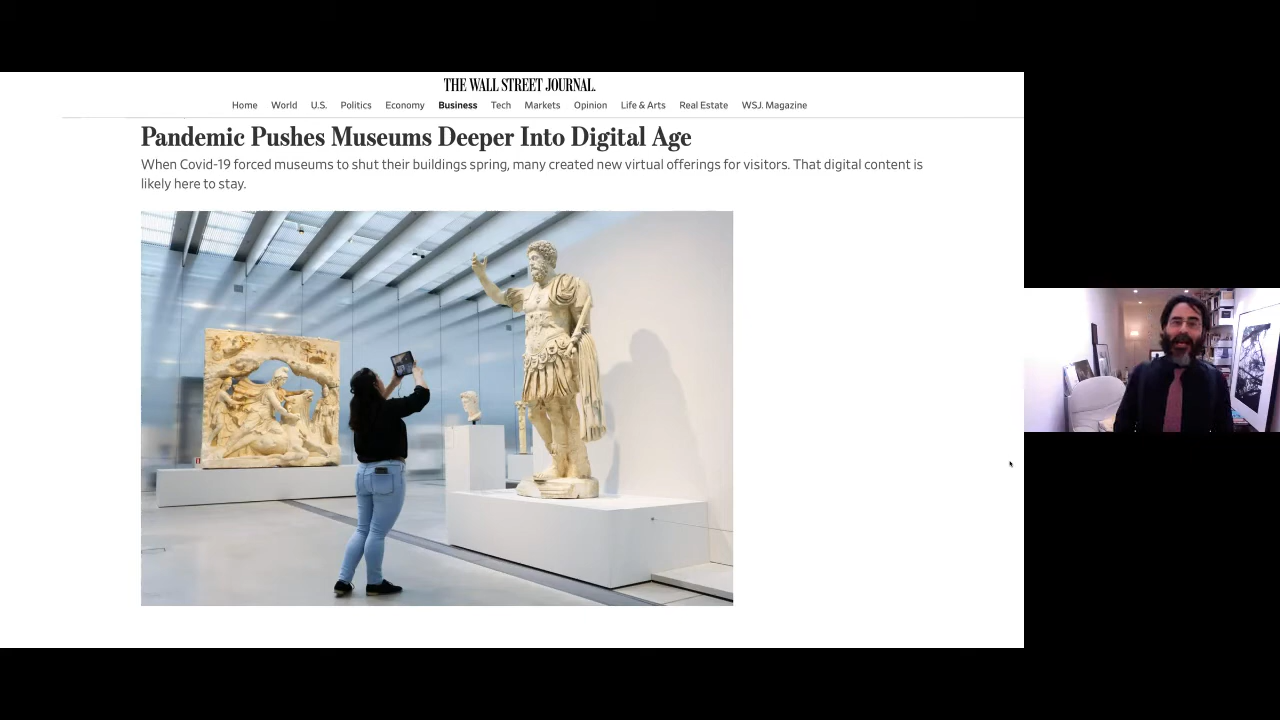 THE WALL STREET JOURNAL.
Home World U.S. Politics Economy Business Tech Markets Opinion Life & Arts Real Estate WSJ. Magazine
Pandemic Pushes Museums Deeper Into Digital Age
When Covid-19 forced museums to shut their buildings spring, many created new virtual offerings for visitors. That digital content is
likely here to stay.